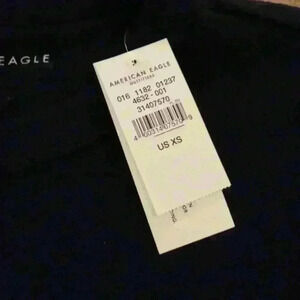 EAGLE
AMERICAN EAGLE
OUTFITTERS
016 1182 01237
4632-001
31407570
US XS